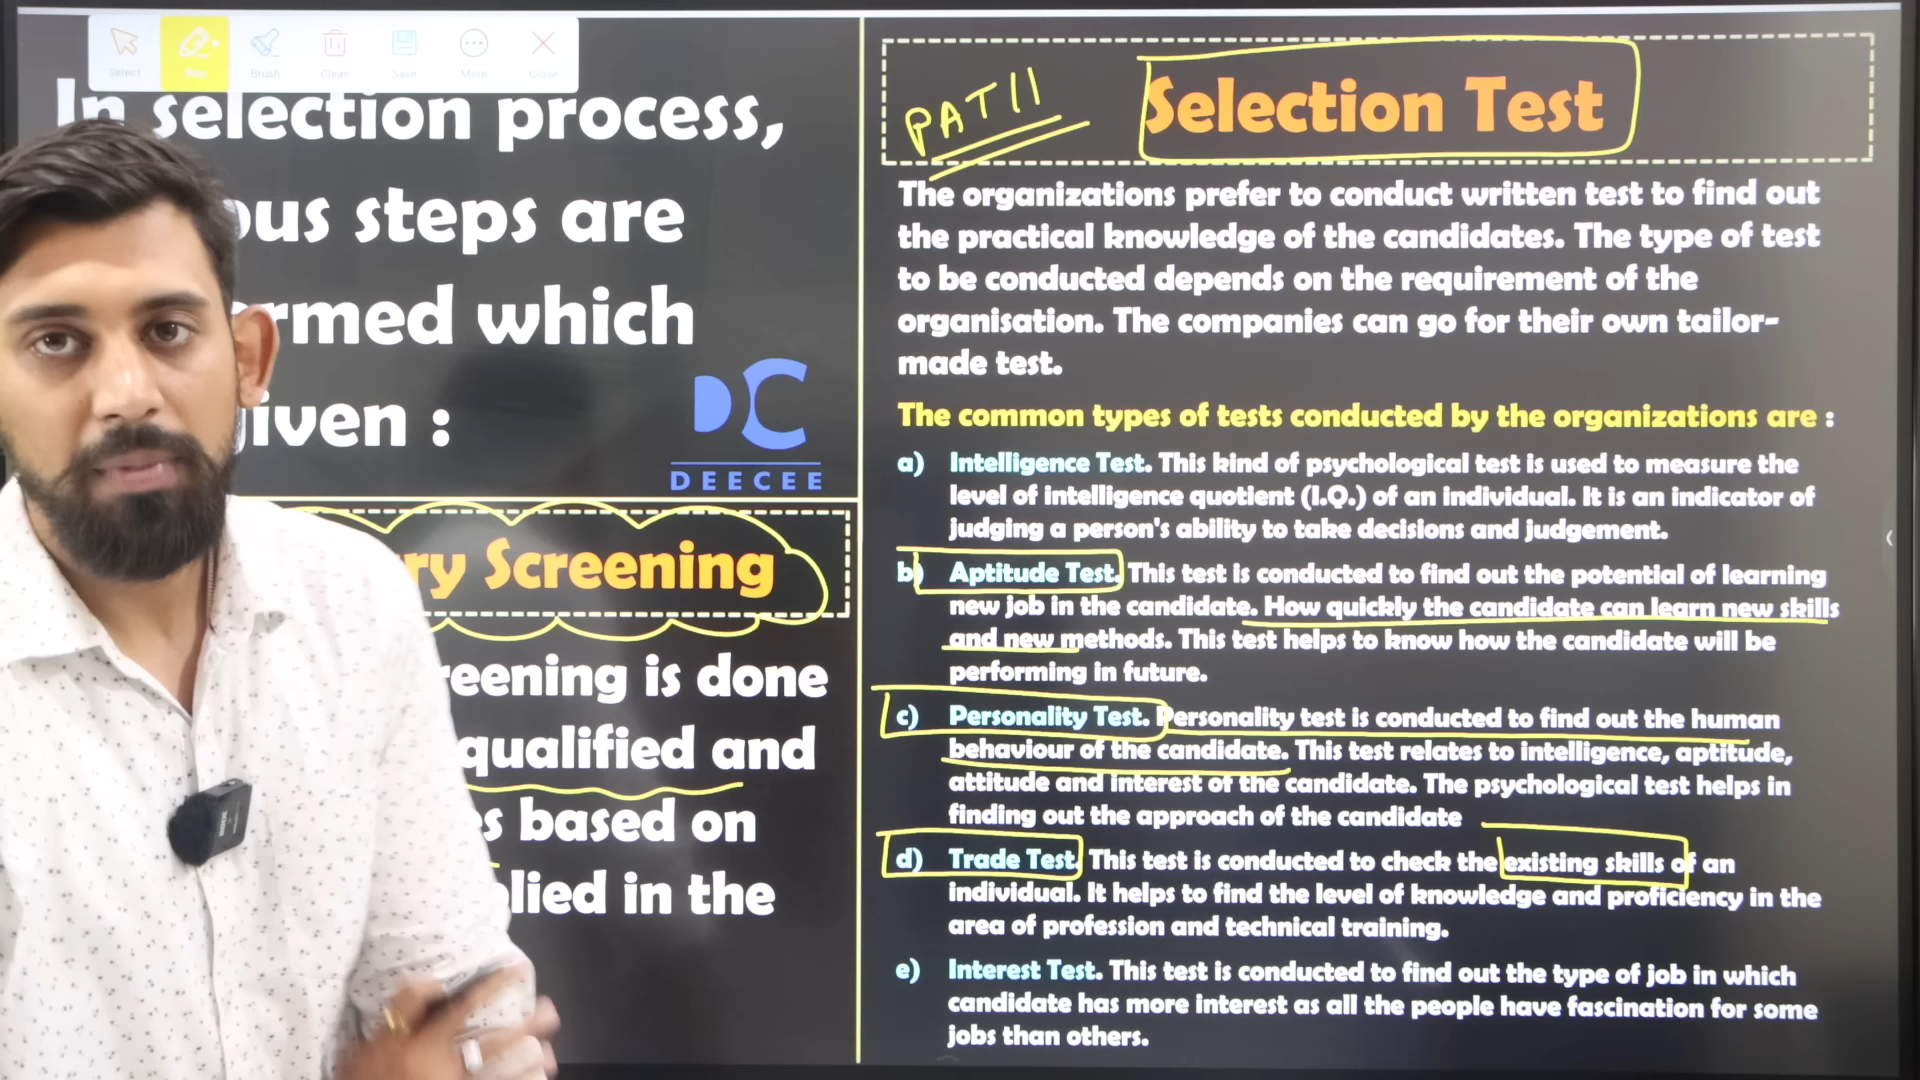 Select
Pen
Brush
Clean
Save
More
Close
In selection process,
ous steps are
rmed which
iven :
DC
DEECEE
ry Screening
reening is done
qualified and
s based on
lied in the
PATII
Selection Test
The organizations prefer to conduct written test to find out
the practical knowledge of the candidates. The type of test
to be conducted depends on the requirement of the
organisation. The companies can go for their own tailor-
made test.
The common types of tests conducted by the organizations are :
a) Intelligence Test. This kind of psychological test is used to measure the
level of intelligence quotient (I.Q.) of an individual. It is an indicator of
judging a person's ability to take decisions and judgement.
b) Aptitude Test. This test is conducted to find out the potential of learning
new job in the candidate. How quickly the candidate can learn new skills
and new methods. This test helps to know how the candidate will be
performing in future.
c) Personality Test. Personality test is conducted to find out the human
behaviour of the candidate. This test relates to intelligence, aptitude,
attitude and interest of the candidate. The psychological test helps in
finding out the approach of the candidate
d) Trade Test. This test is conducted to check the existing skills of an
individual. It helps to find the level of knowledge and proficiency in the
area of profession and technical training.
e) Interest Test. This test is conducted to find out the type of job in which
candidate has more interest as all the people have fascination for some
jobs than others.